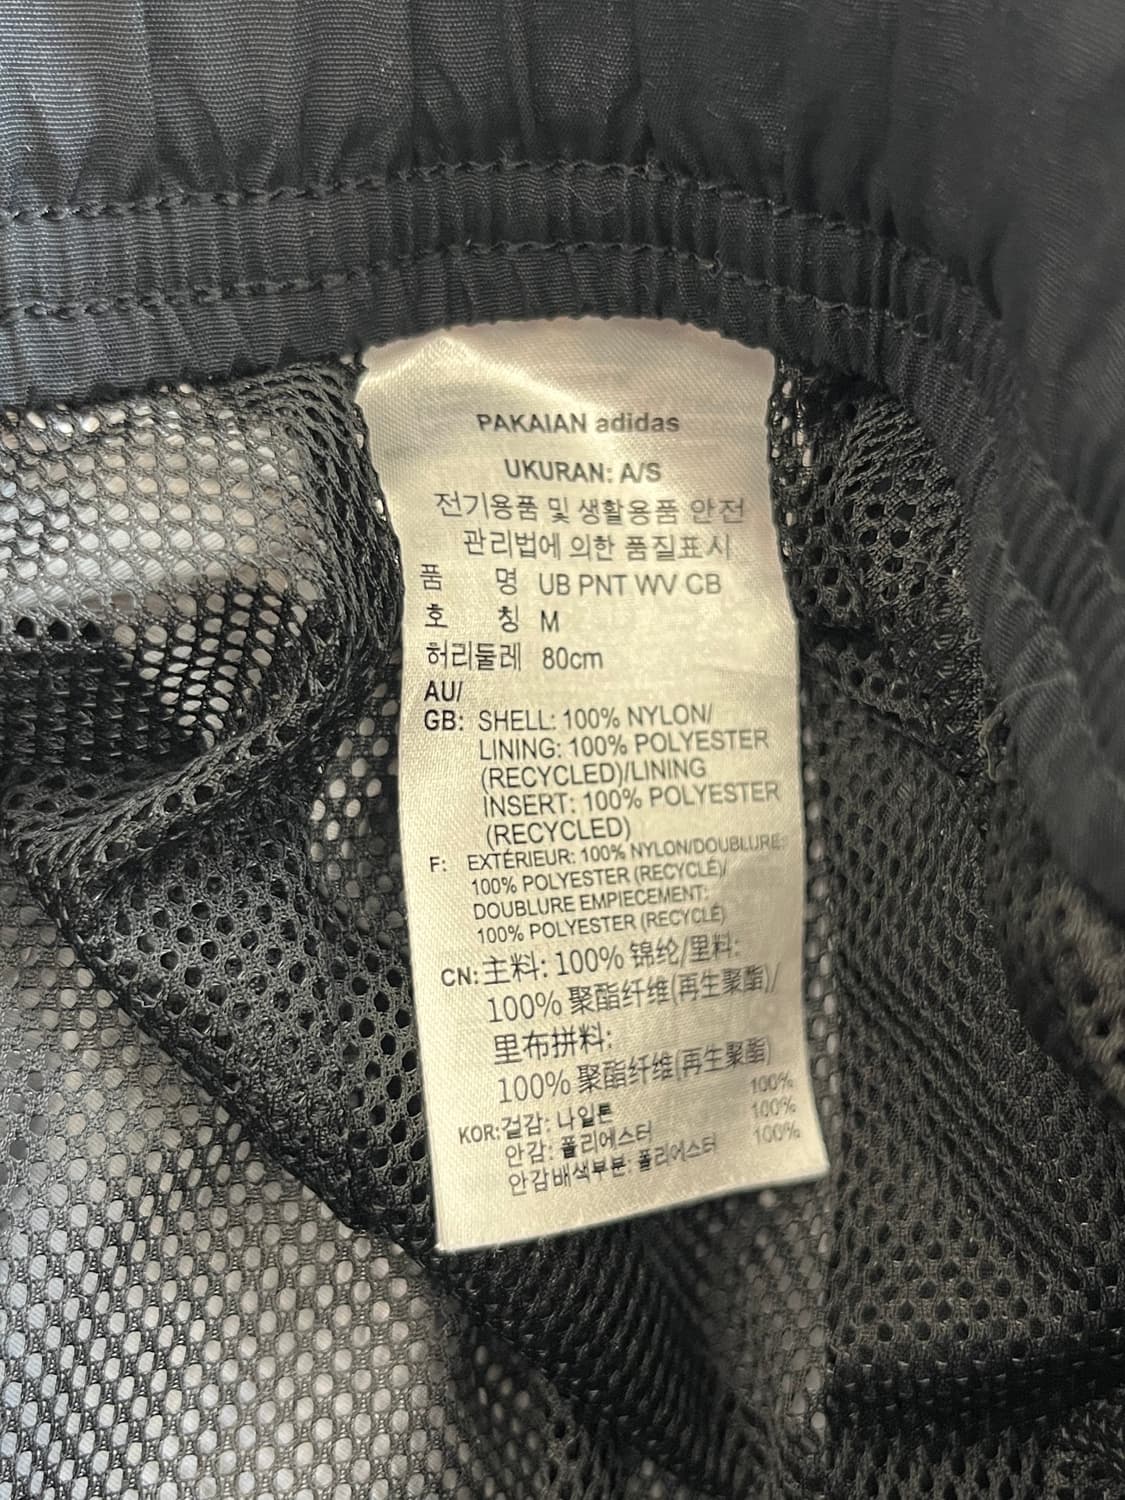 PAKAIAN adidas
UKURAN: A/S
전기용품 및 생활용품 안전
관리법에 의한 품질표시
품 명 UB PNT WV CB
호 칭 M
허리둘레 80cm
AU/
GB: SHELL: 100% NYLON/
LINING: 100% POLYESTER
(RECYCLED)/LINING
INSERT: 100% POLYESTER
(RECYCLED)
F: EXTÉRIEUR: 100% NYLON/DOUBLURE:
100% POLYESTER (RECYCLÉ)/
DOUBLURE EMPIECEMENT:
100% POLYESTER (RECYCLÉ)
CN: 主料: 100% 锦纶/里料:
100% 聚酯纤维(再生聚酯)/
里布拼料:
100% 聚酯纤维(再生聚酯)
KOR: 겉감: 나일론 100%
안감: 폴리에스터 100%
안감배색부분: 폴리에스터 100%